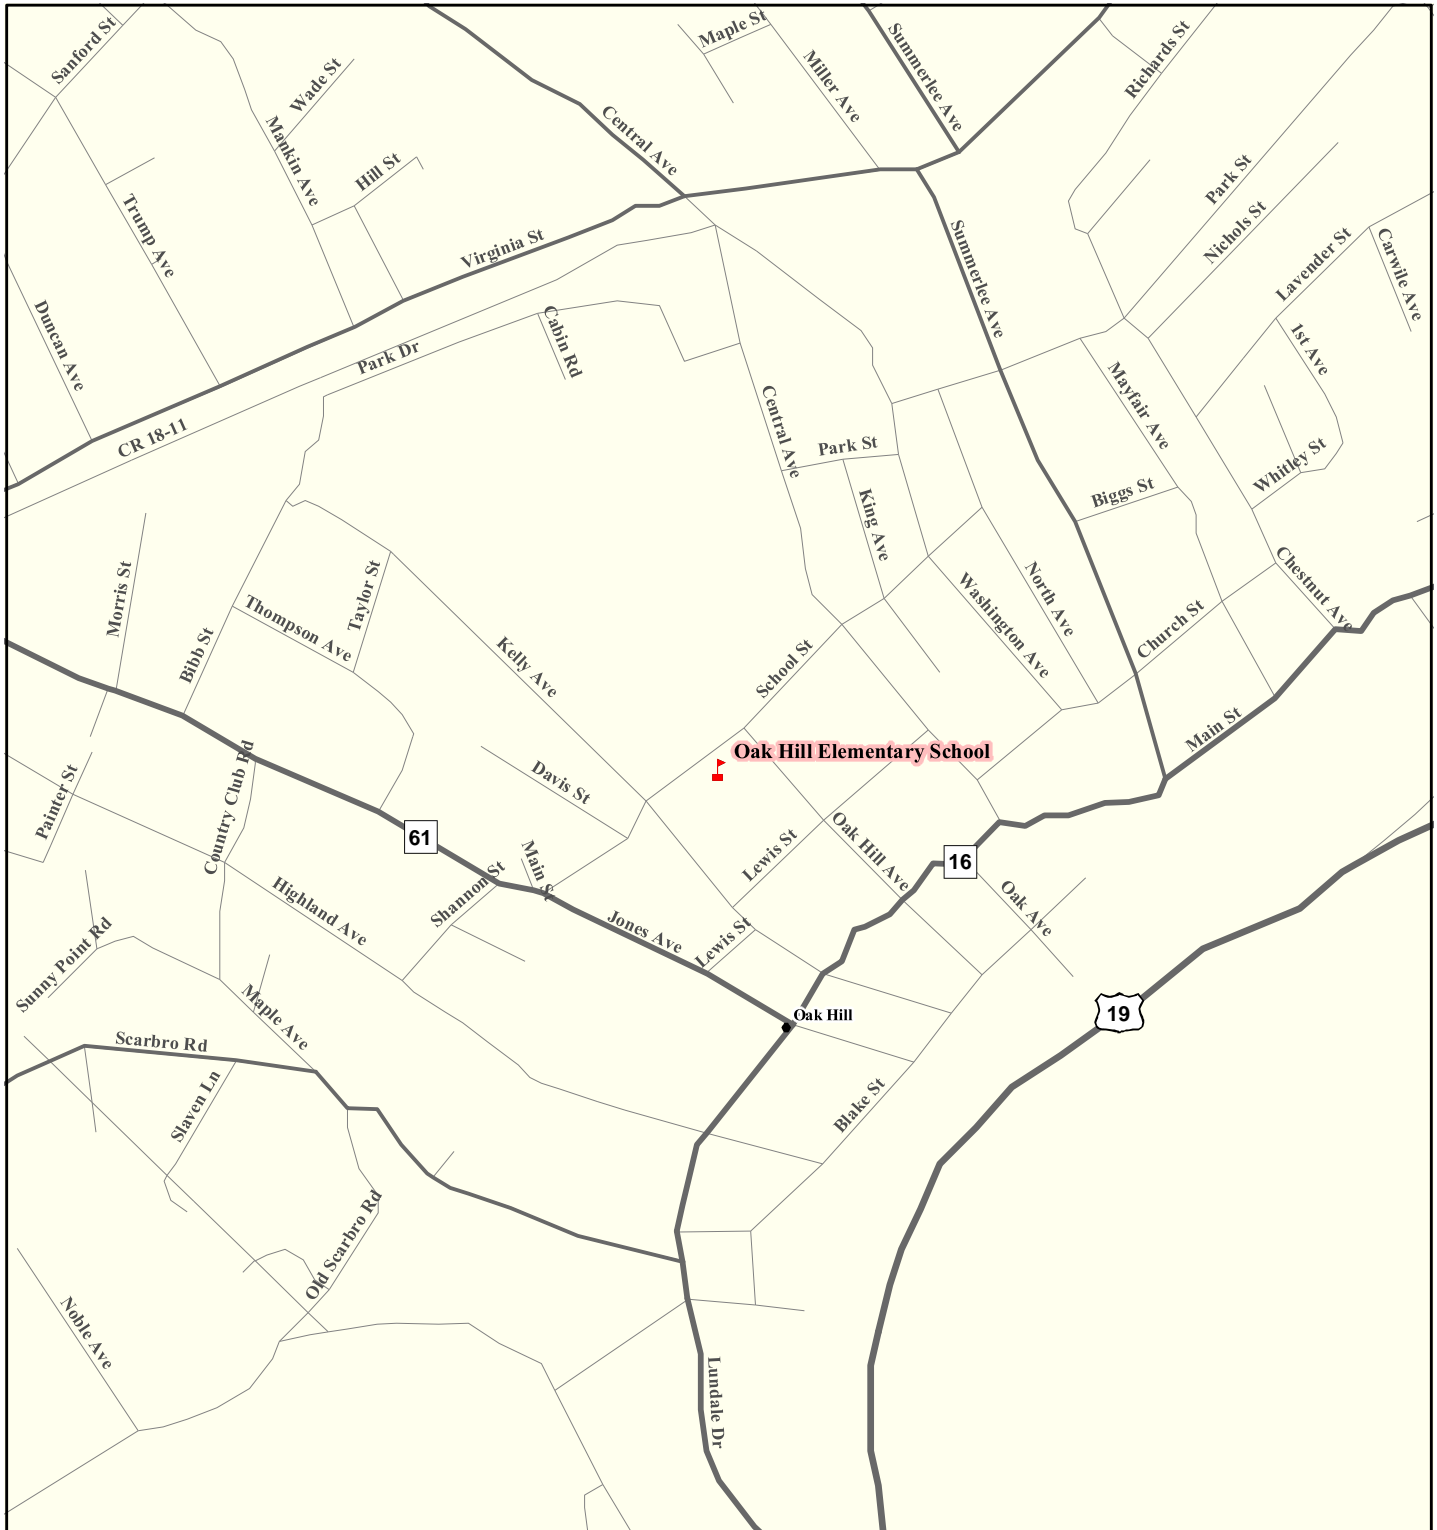 Sanford St
Maple St
Summerlee Ave
Richards St
Wade St
Miller Ave
Central Ave
Mankin Ave
Hill St
Park St
Trump Ave
Virginia St
Summerlee Ave
Nichols St
Lavender St
Carwile Ave
Duncan Ave
Cabin Rd
Park Dr
1st Ave
Mayfair Ave
CR 18-11
Central Ave
Park St
Whitley St
Biggs St
King Ave
Morris St
Taylor St
Thompson Ave
Bibb St
Kelly Ave
School St
Washington Ave
North Ave
Church St
Chestnut Ave
Main St
Oak Hill Elementary School
Painter St
Country Club Rd
Davis St
61
Main St
Shannon St
Lewis St
Oak Hill Ave
16
Oak Ave
Highland Ave
Jones Ave
Lewis St
Sunny Point Rd
Maple Ave
Oak Hill
19
Scarbro Rd
Slaven Ln
Blake St
Old Scarbro Rd
Noble Ave
Lundale Dr